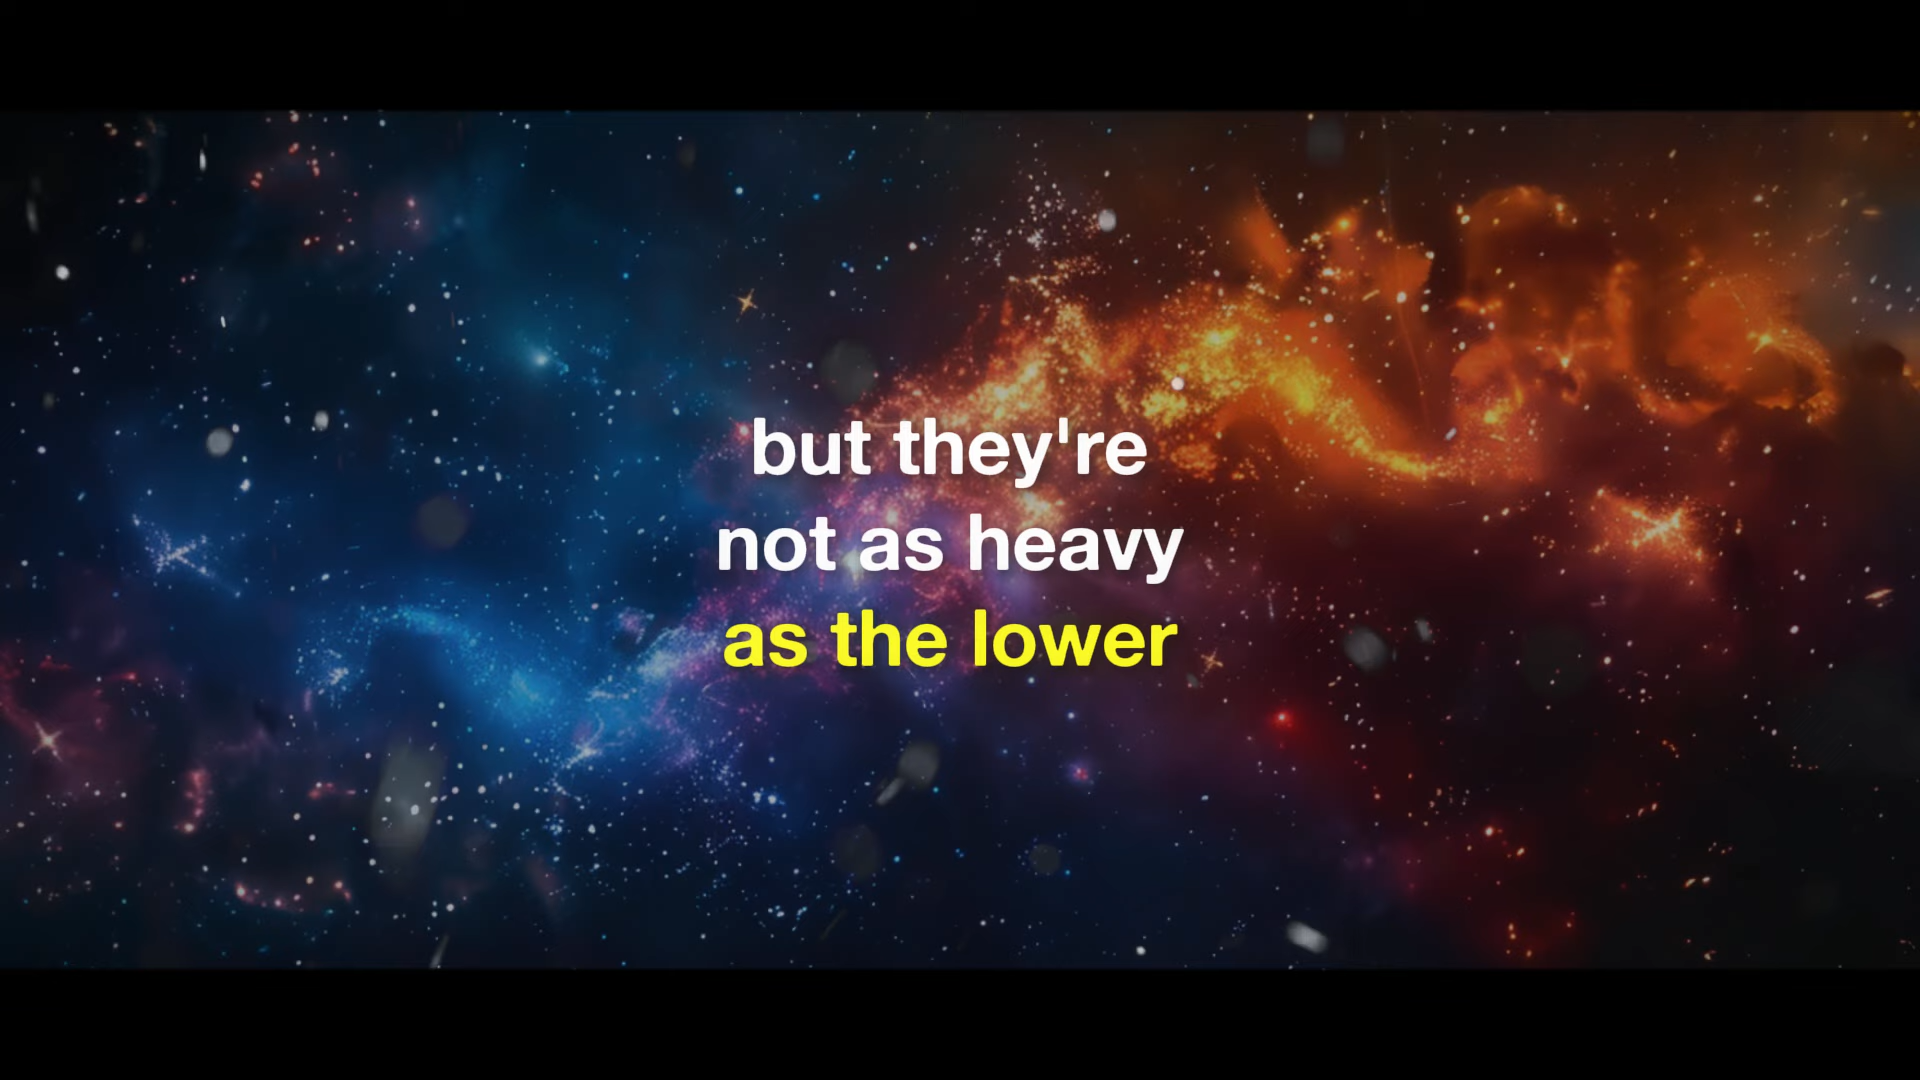 but they're
not as heavy
as the lower